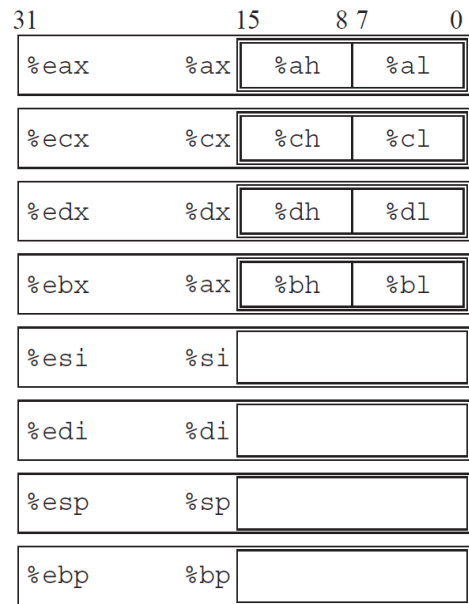 31 15 8 7 0
%eax %ax %ah %al
%ecx %cx %ch %cl
%edx %dx %dh %dl
%ebx %ax %bh %bl
%esi %si
%edi %di
%esp %sp
%ebp %bp